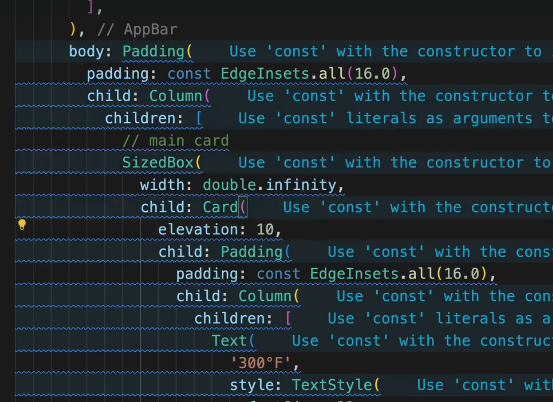 ],
), // AppBar
body: Padding( Use 'const' with the constructor to
padding: const EdgeInsets.all(16.0),
child: Column( Use 'const' with the constructor to
children: [ Use 'const' literals as arguments to
// main card
SizedBox( Use 'const' with the constructor to
width: double.infinity,
child: Card( Use 'const' with the construct
elevation: 10,
child: Padding( Use 'const' with the cons
padding: const EdgeInsets.all(16.0),
child: Column( Use 'const' with the con
children: [ Use 'const' literals as a
Text( Use 'const' with the constructor
'300°F',
style: TextStyle( Use 'const' wit